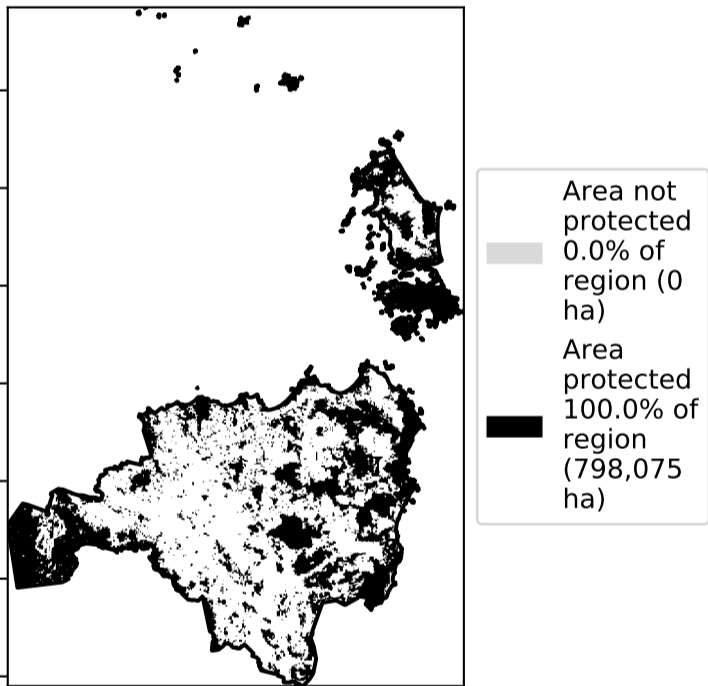 Area not
protected
0.0% of
region (0
ha)
Area
protected
100.0% of
region
(798,075
ha)